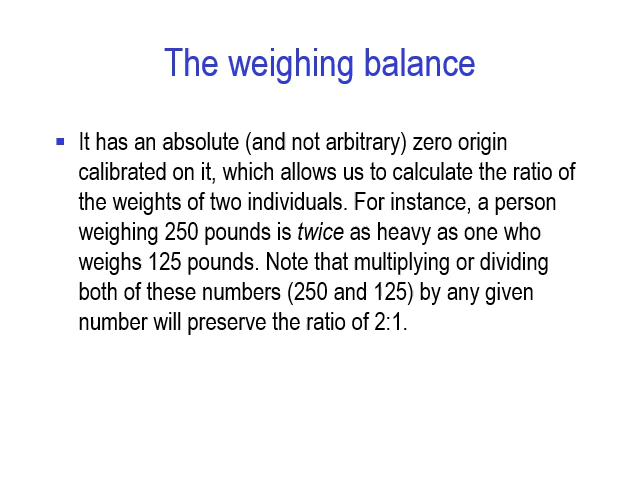 The weighing balance
It has an absolute (and not arbitrary) zero origin
calibrated on it, which allows us to calculate the ratio of
the weights of two individuals. For instance, a person
weighing 250 pounds is twice as heavy as one who
weighs 125 pounds. Note that multiplying or dividing
both of these numbers (250 and 125) by any given
number will preserve the ratio of 2:1.